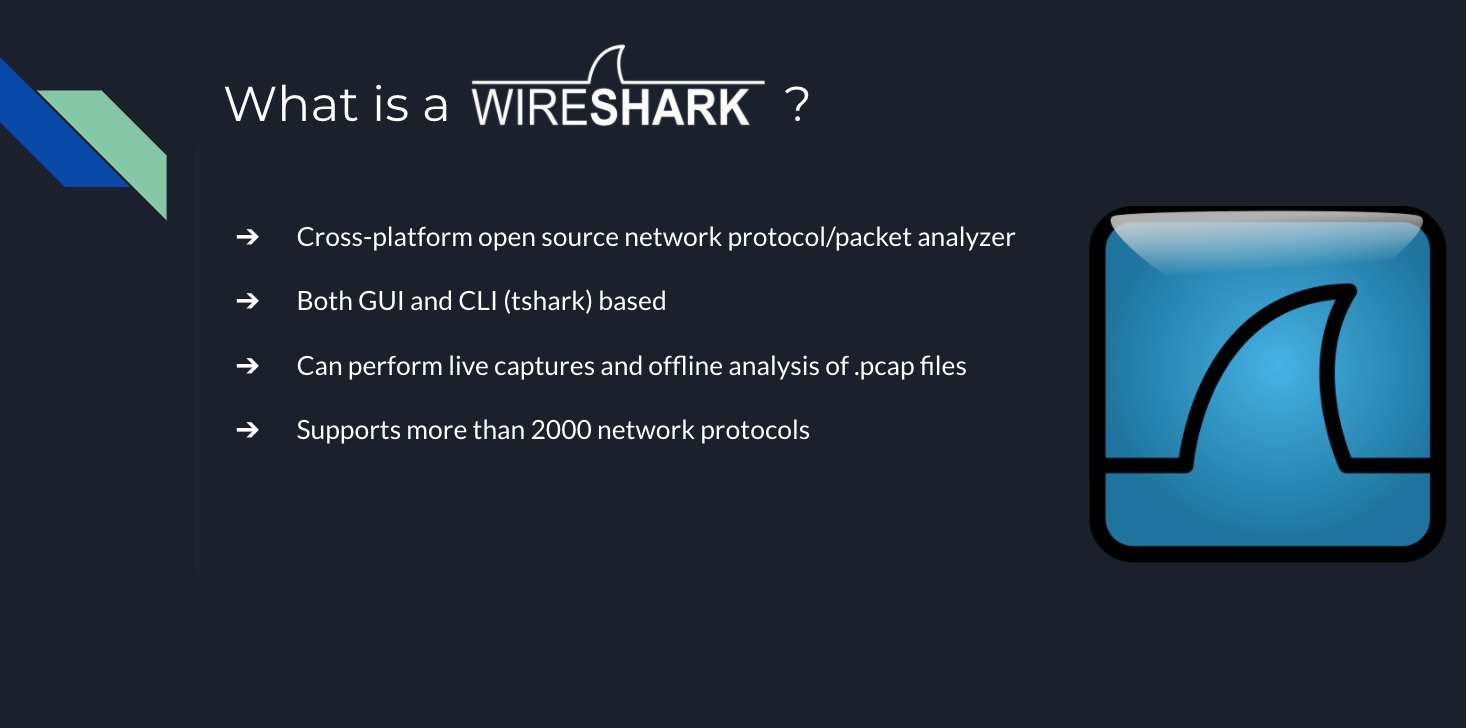 What is a WIRESHARK ?
➔ Cross-platform open source network protocol/packet analyzer
➔ Both GUI and CLI (tshark) based
➔ Can perform live captures and offline analysis of .pcap files
➔ Supports more than 2000 network protocols